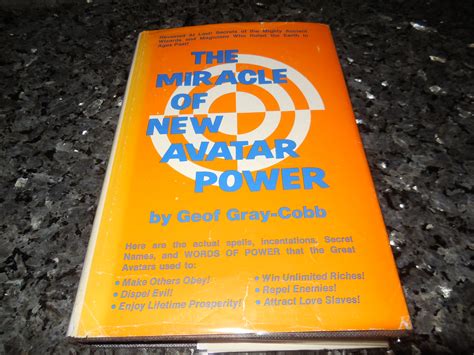 Revealed At Last! Secrets of the Mighty Ancient
Wizards and Magicians Who Ruled the Earth in
Ages Past!
THE
MIRACLE
OF
NEW
AVATAR
POWER
by Geof Gray-Cobb
Here are the actual spells, incantations, Secret
Names, and WORDS OF POWER that the Great
Avatars used to:
• Make Others Obey!
• Dispel Evil!
• Enjoy Lifetime Prosperity!
• Win Unlimited Riches!
• Repel Enemies!
• Attract Love Slaves!